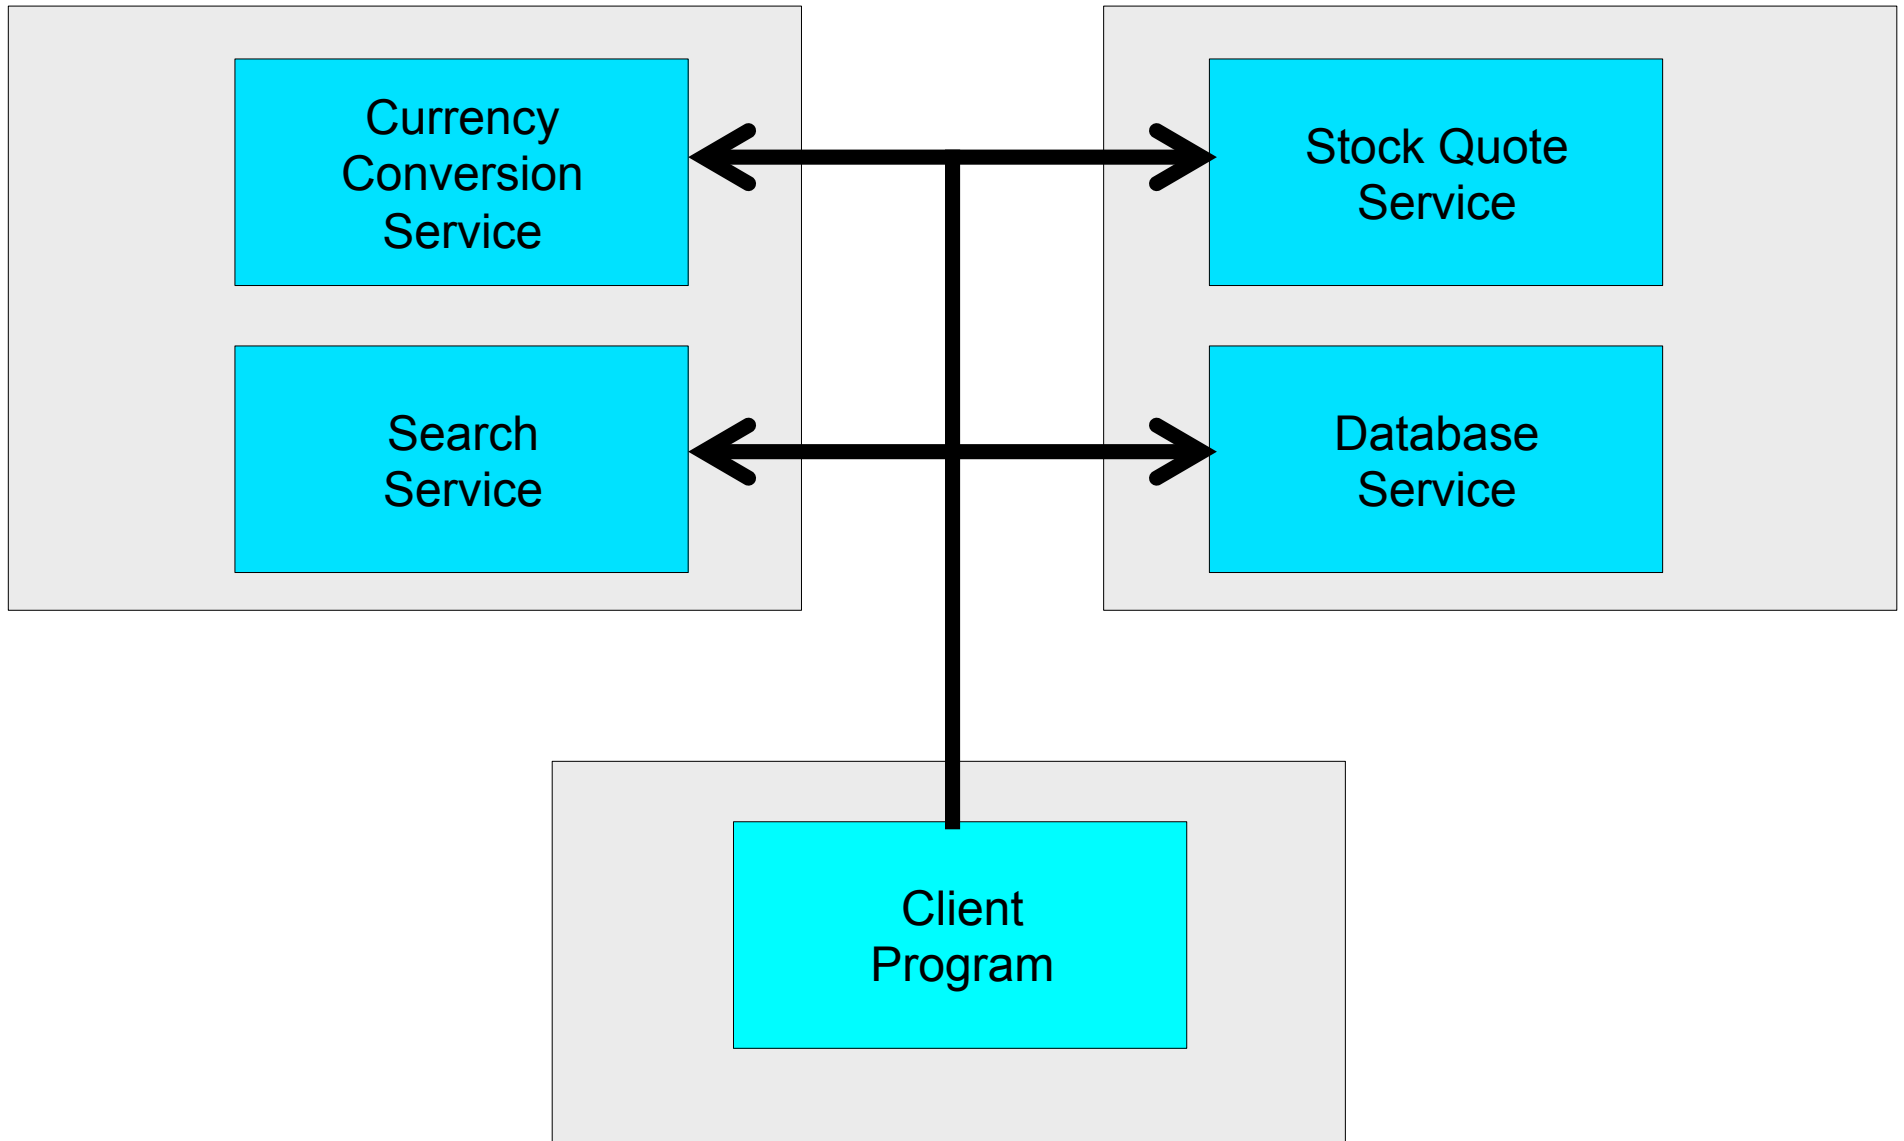 Currency
Conversion
Service
Stock Quote
Service
Search
Service
Database
Service
Client
Program